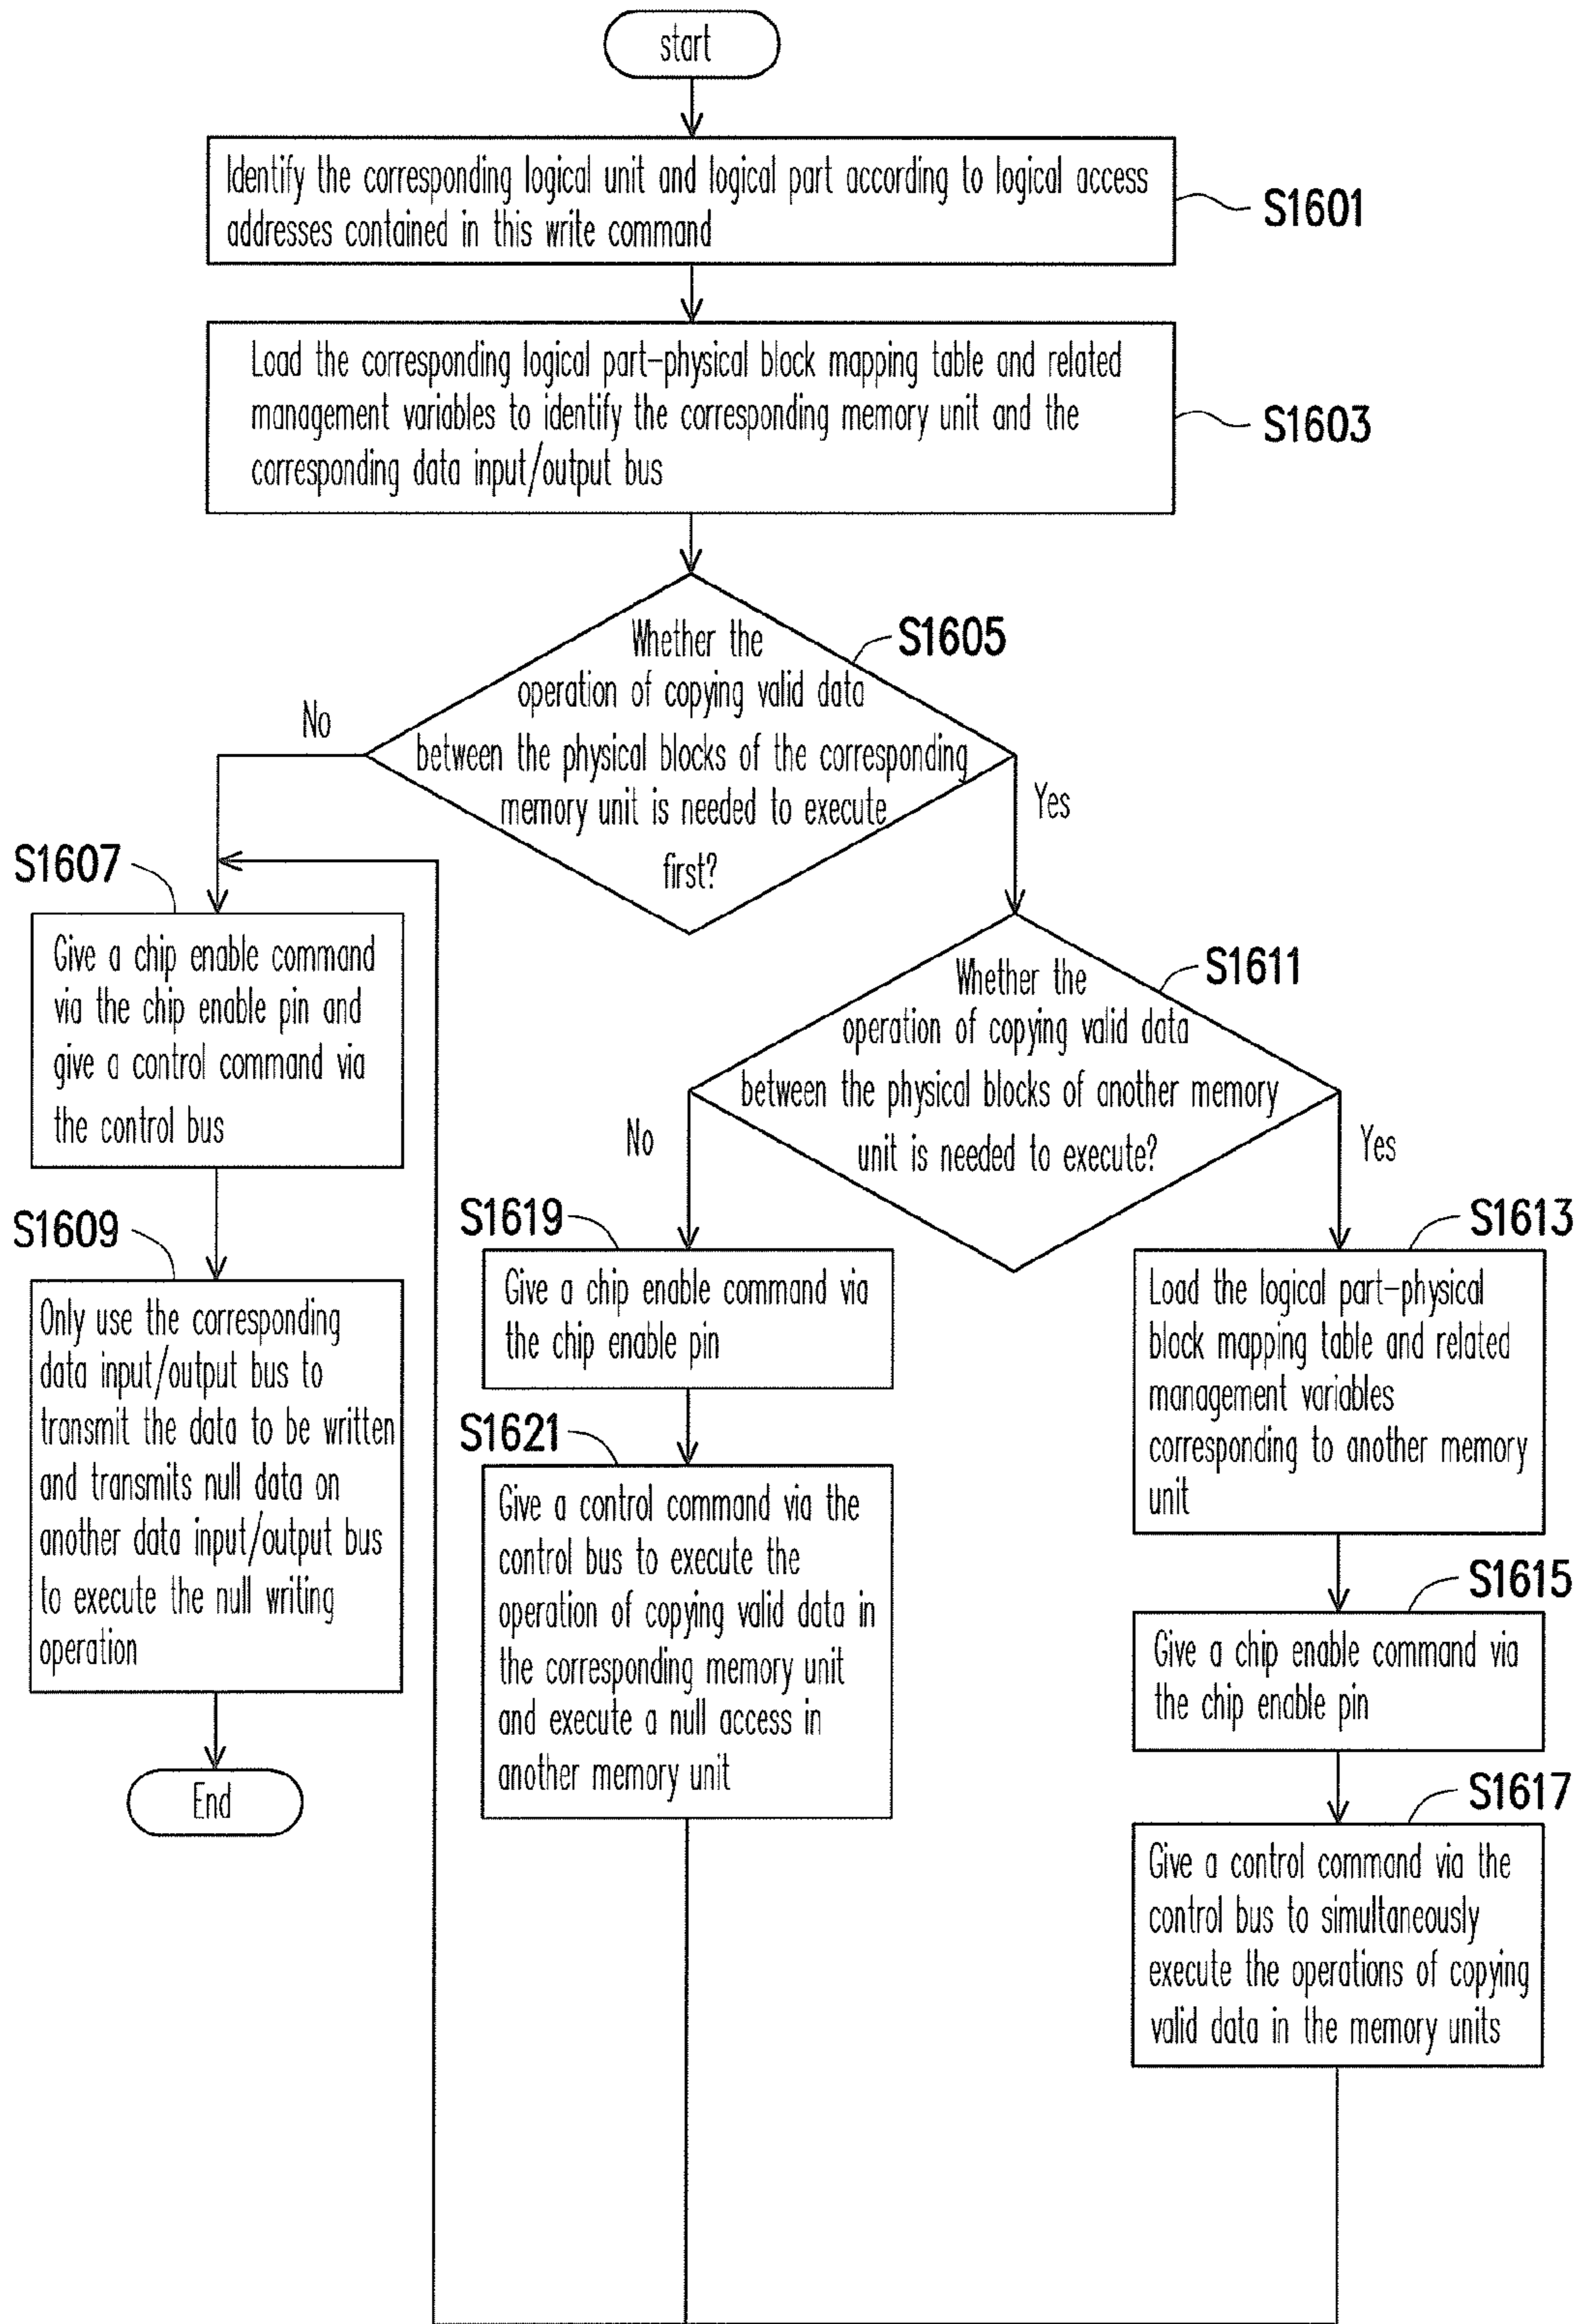 start
Identify the corresponding logical unit and logical part according to logical access
addresses contained in this write command
S1601
Load the corresponding logical part-physical block mapping table and related
management variables to identify the corresponding memory unit and the
corresponding data input/output bus
S1603
Whether the
operation of copying valid data
between the physical blocks of the corresponding
memory unit is needed to execute
first?
S1605
No
Yes
S1607
Give a chip enable command
via the chip enable pin and
give a control command via
the control bus
S1609
Only use the corresponding
data input/output bus to
transmit the data to be written
and transmits null data on
another data input/output bus
to execute the null writing
operation
End
Whether the
operation of copying valid data
between the physical blocks of another memory
unit is needed to execute?
S1611
No
Yes
S1619
Give a chip enable command via
the chip enable pin
S1621
Give a control command via the
control bus to execute the
operation of copying valid data in
the corresponding memory unit
and execute a null access in
another memory unit
S1613
Load the logical part-physical
block mapping table and related
management variables
corresponding to another memory
unit
S1615
Give a chip enable command via
the chip enable pin
S1617
Give a control command via the
control bus to simultaneously
execute the operations of copying
valid data in the memory units